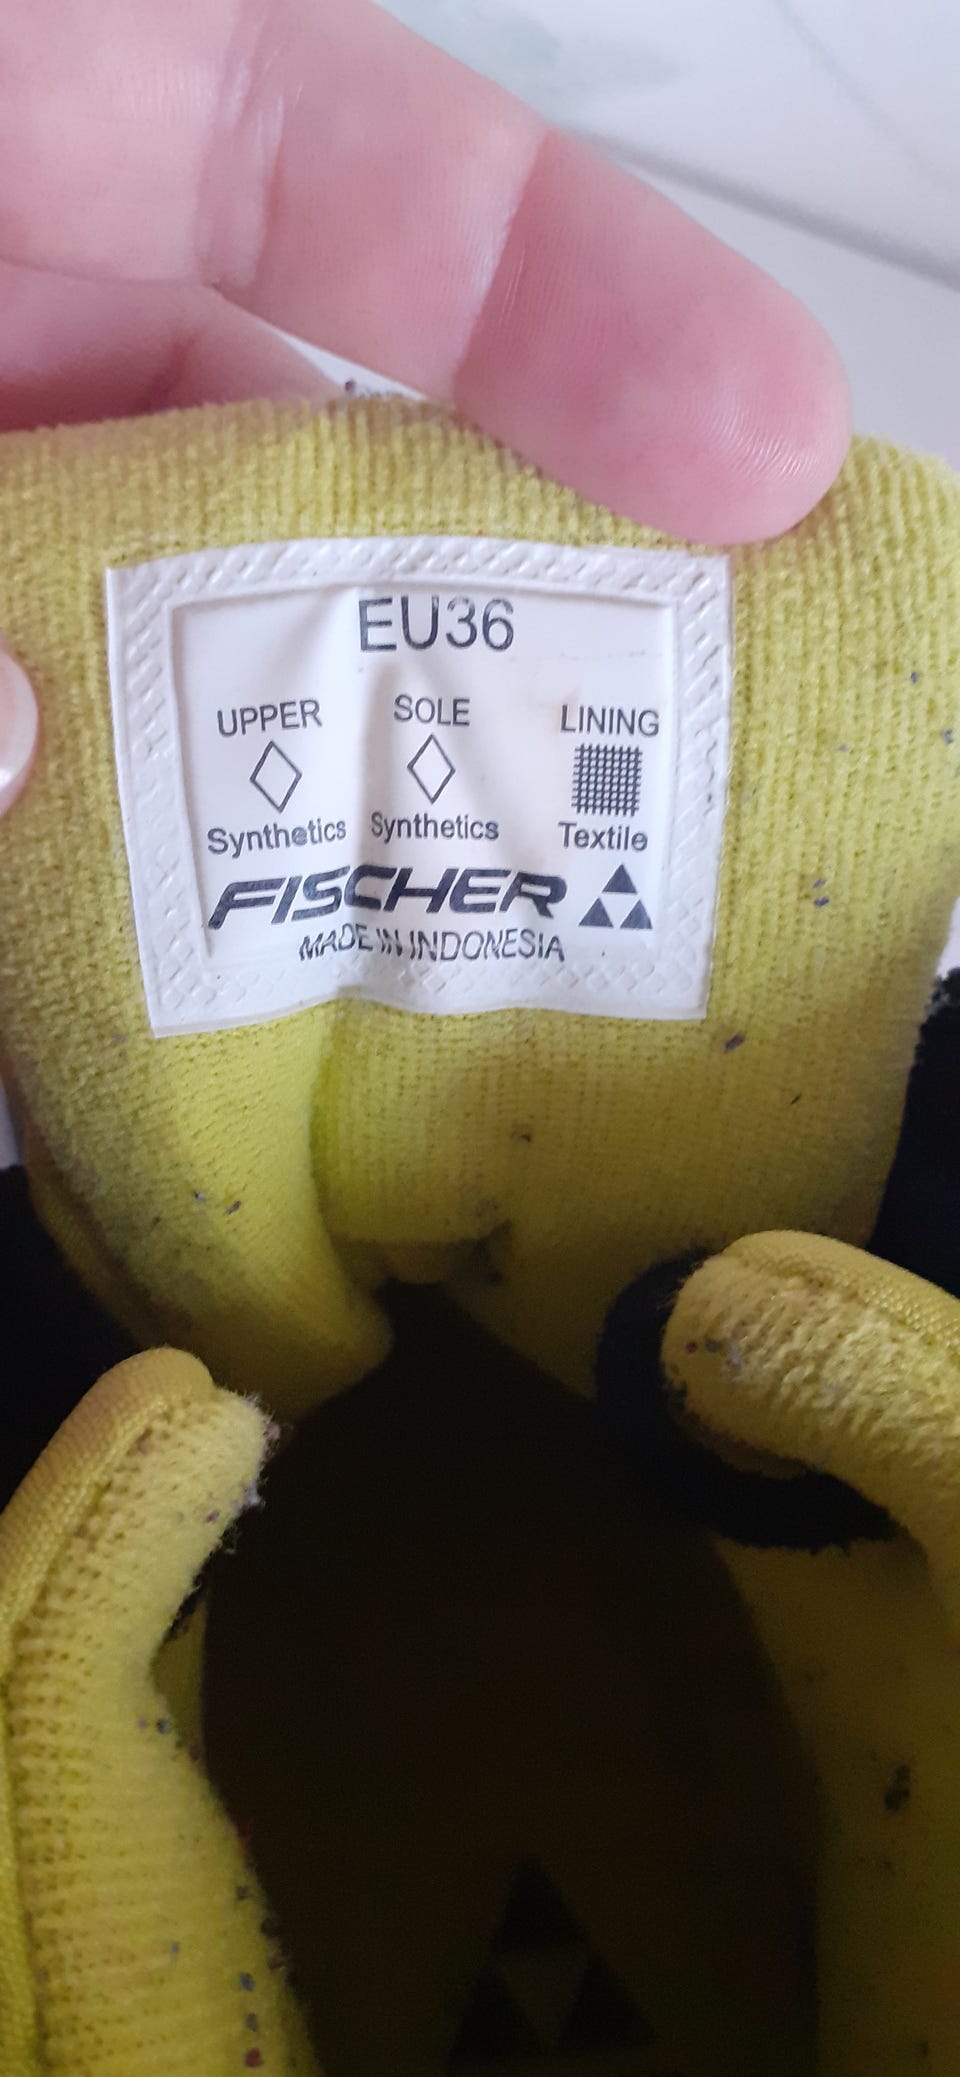 EU36
UPPER SOLE LINING
Synthetics Synthetics Textile
FISCHER
MADE IN INDONESIA